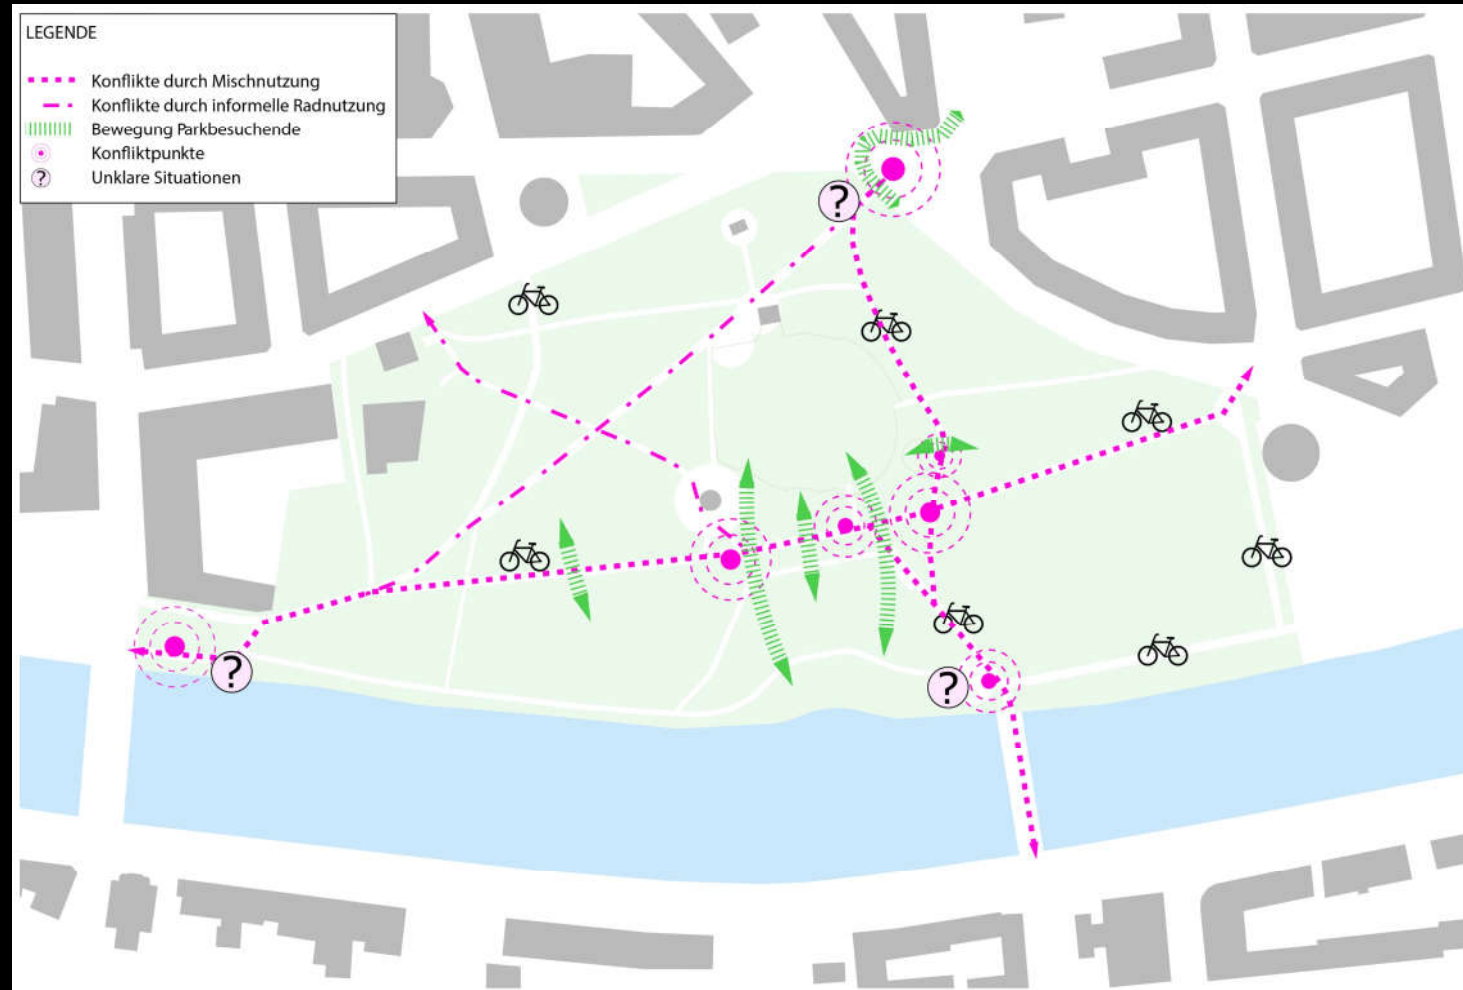 LEGENDE
Konflikte durch Mischnutzung
Konflikte durch informelle Radnutzung
Bewegung Parkbesuchende
Konfliktpunkte
? Unklare Situationen
?
?
?